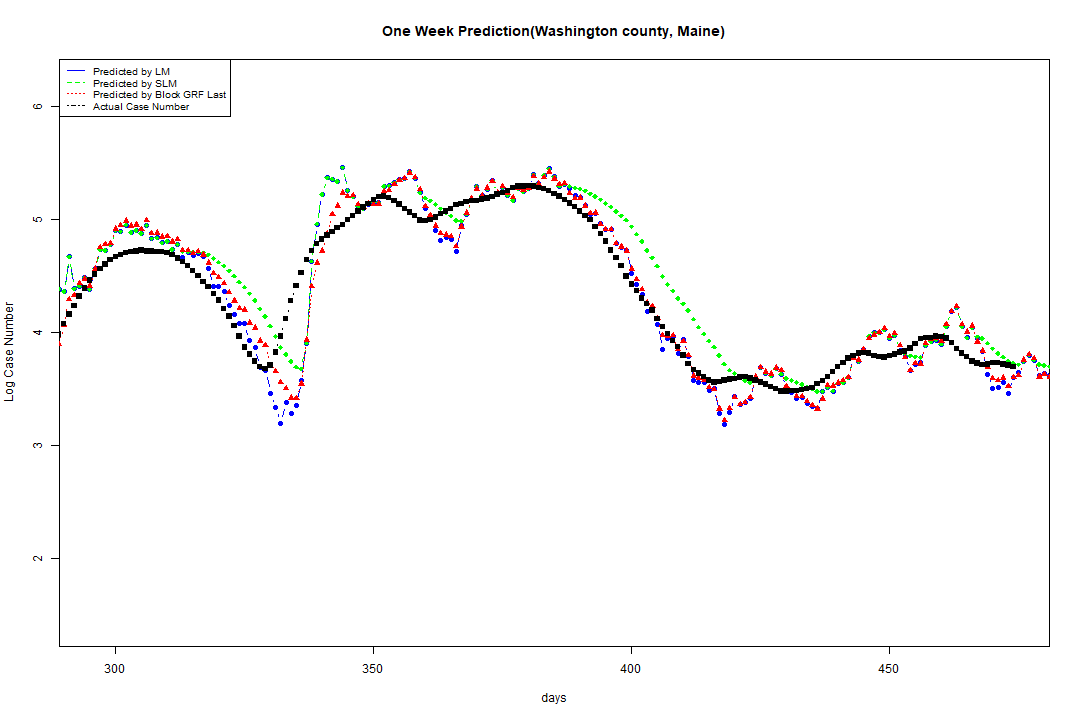 One Week Prediction(Washington county, Maine)
Predicted by LM
Predicted by SLM
Predicted by Block GRF Last
Actual Case Number
6
5
4
3
2
Log Case Number
300
350
400
450
days